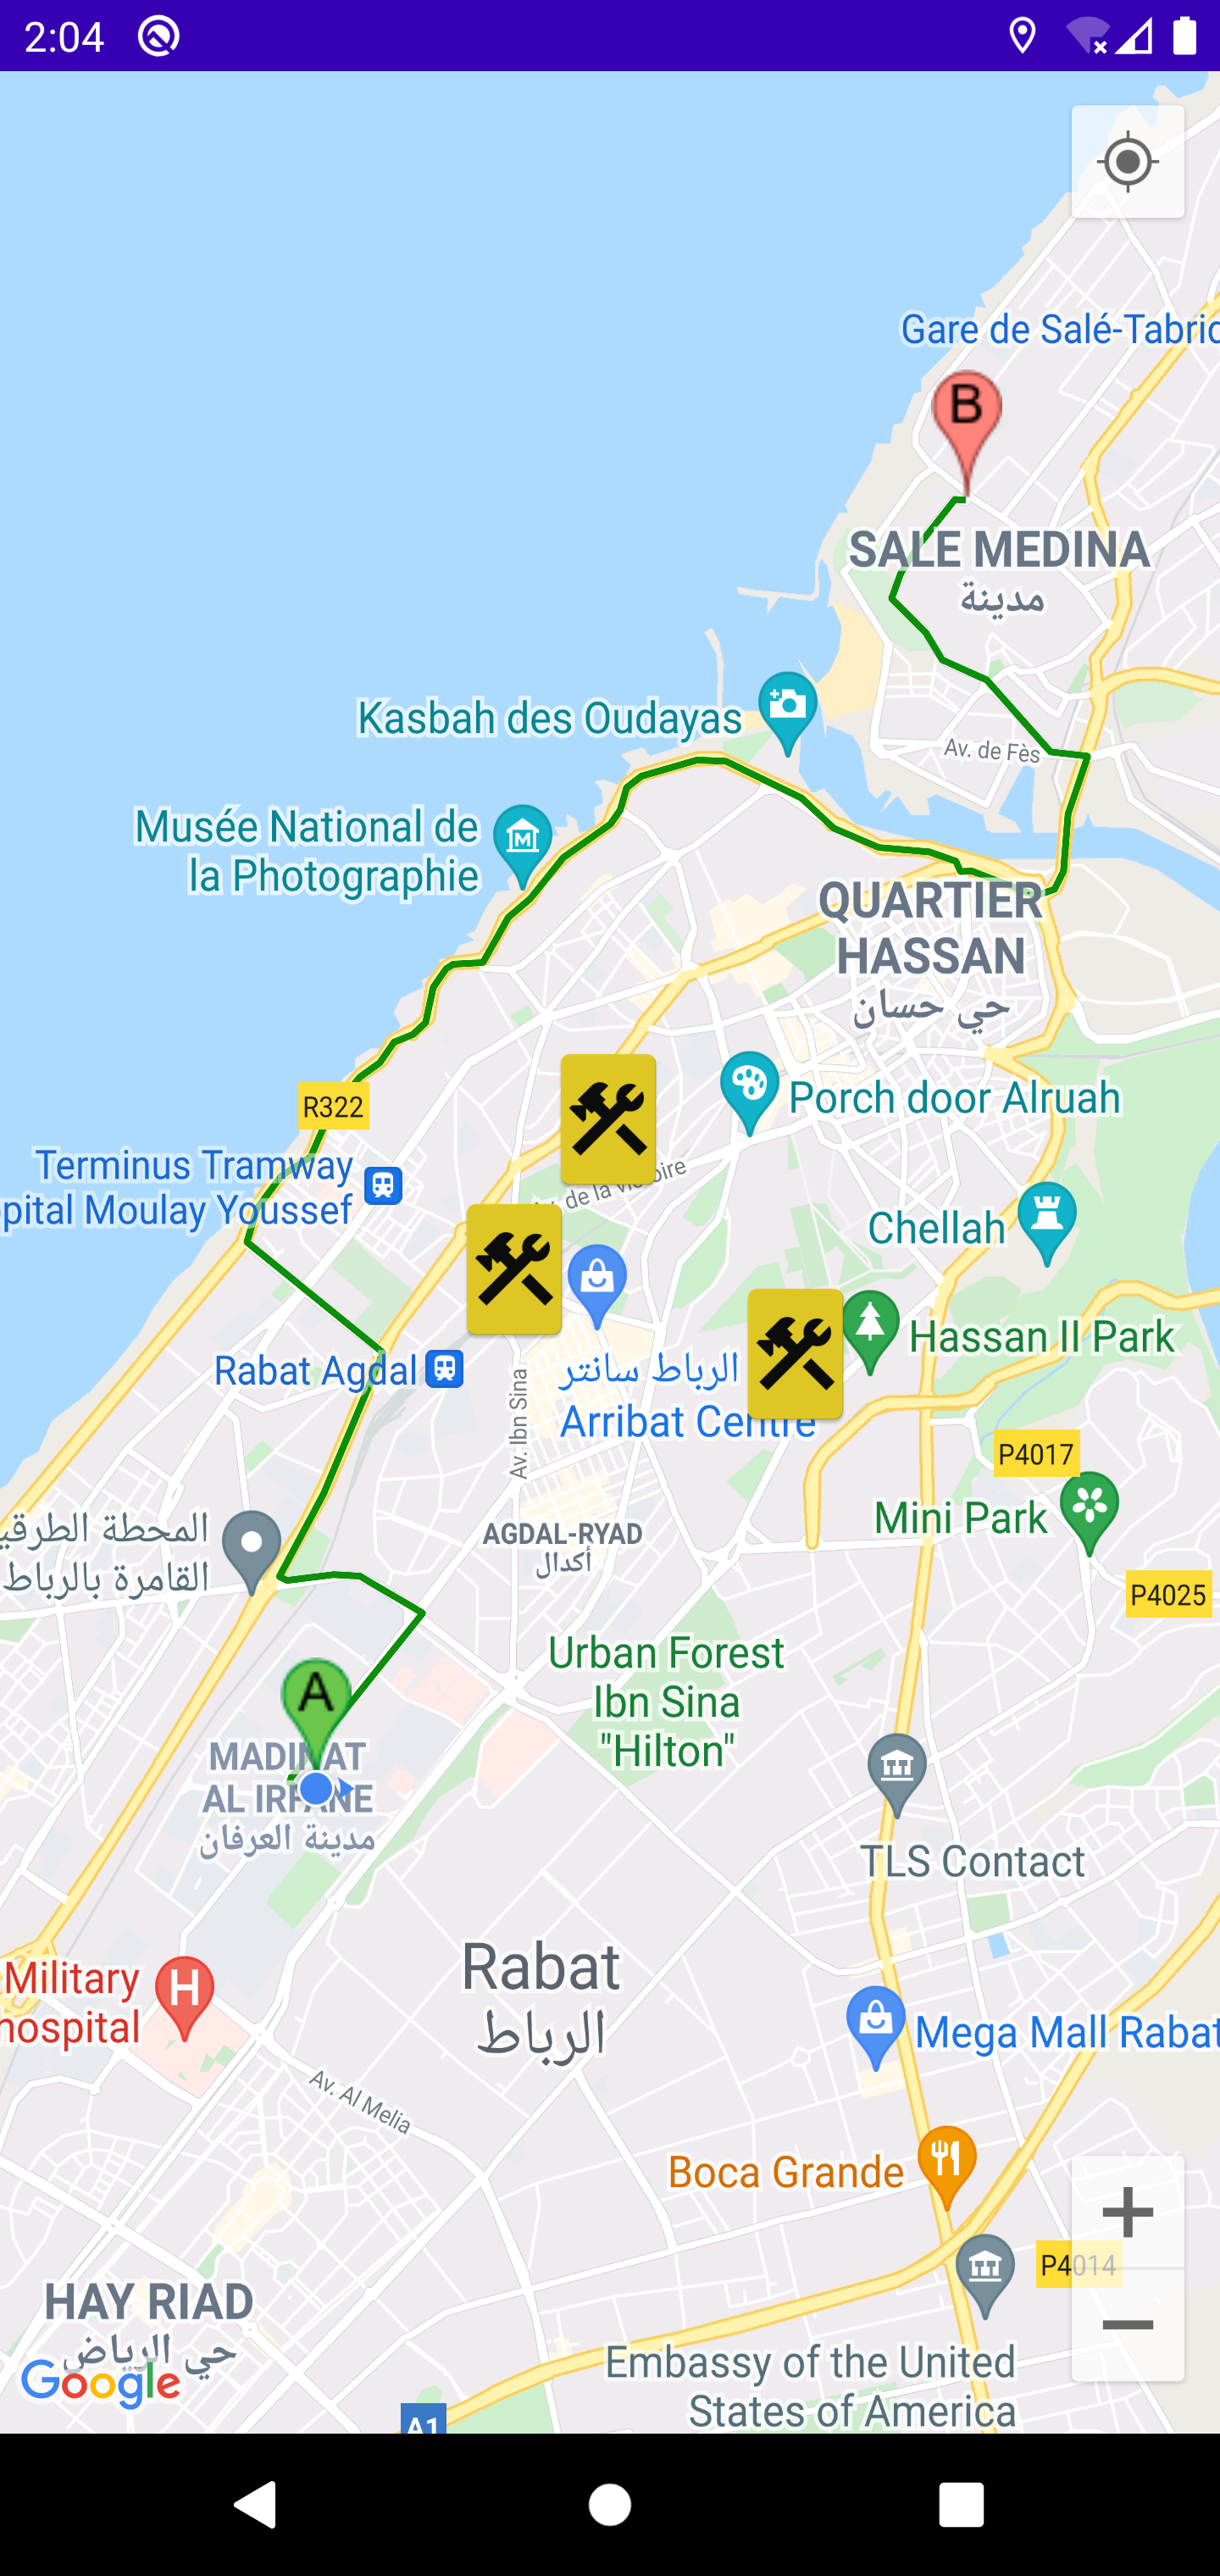 2:04
Gare de Salé-Tabric
B
SALE MEDINA
مدينة
Kasbah des Oudayas
Av. de Fès
Musée National de
la Photographie
QUARTIER
HASSAN
حي حسان
R322
Porch door Alruah
Terminus Tramway
pital Moulay Youssef
de la
Chellah
Hassan II Park
Rabat Agdal
الرباط سانتر
Arribat Centre
Av. Ibn Sina
P4017
Mini Park
المحطة الطرقي
القامرة بالرباط
AGDAL-RYAD
أكدال
P4025
Urban Forest
Ibn Sina
"Hilton"
A
MADINAT
AL IRFANE
مدينة العرفان
TLS Contact
Rabat
الرباط
Military
hospital
H
Mega Mall Rabat
Av. Al Melia
Boca Grande
P4014
HAY RIAD
حي الرياض
Google
Embassy of the United
States of America
A1